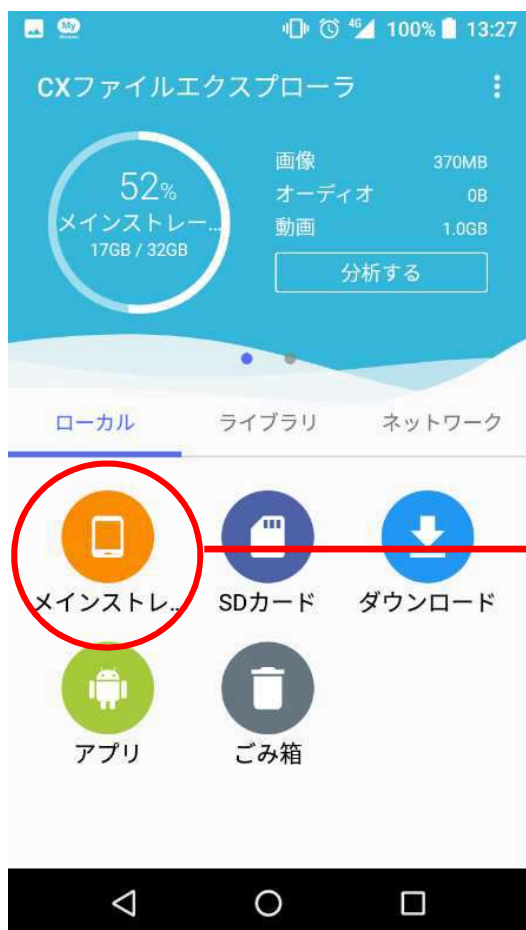 My
4G 100% 13:27
CXファイルエクスプローラ
52%
メインストレー...
17GB / 32GB
画像 370MB
オーディオ 0B
動画 1.0GB
分析する
ローカル ライブラリ ネットワーク
メインストレ... SDカード ダウンロード
アプリ ごみ箱